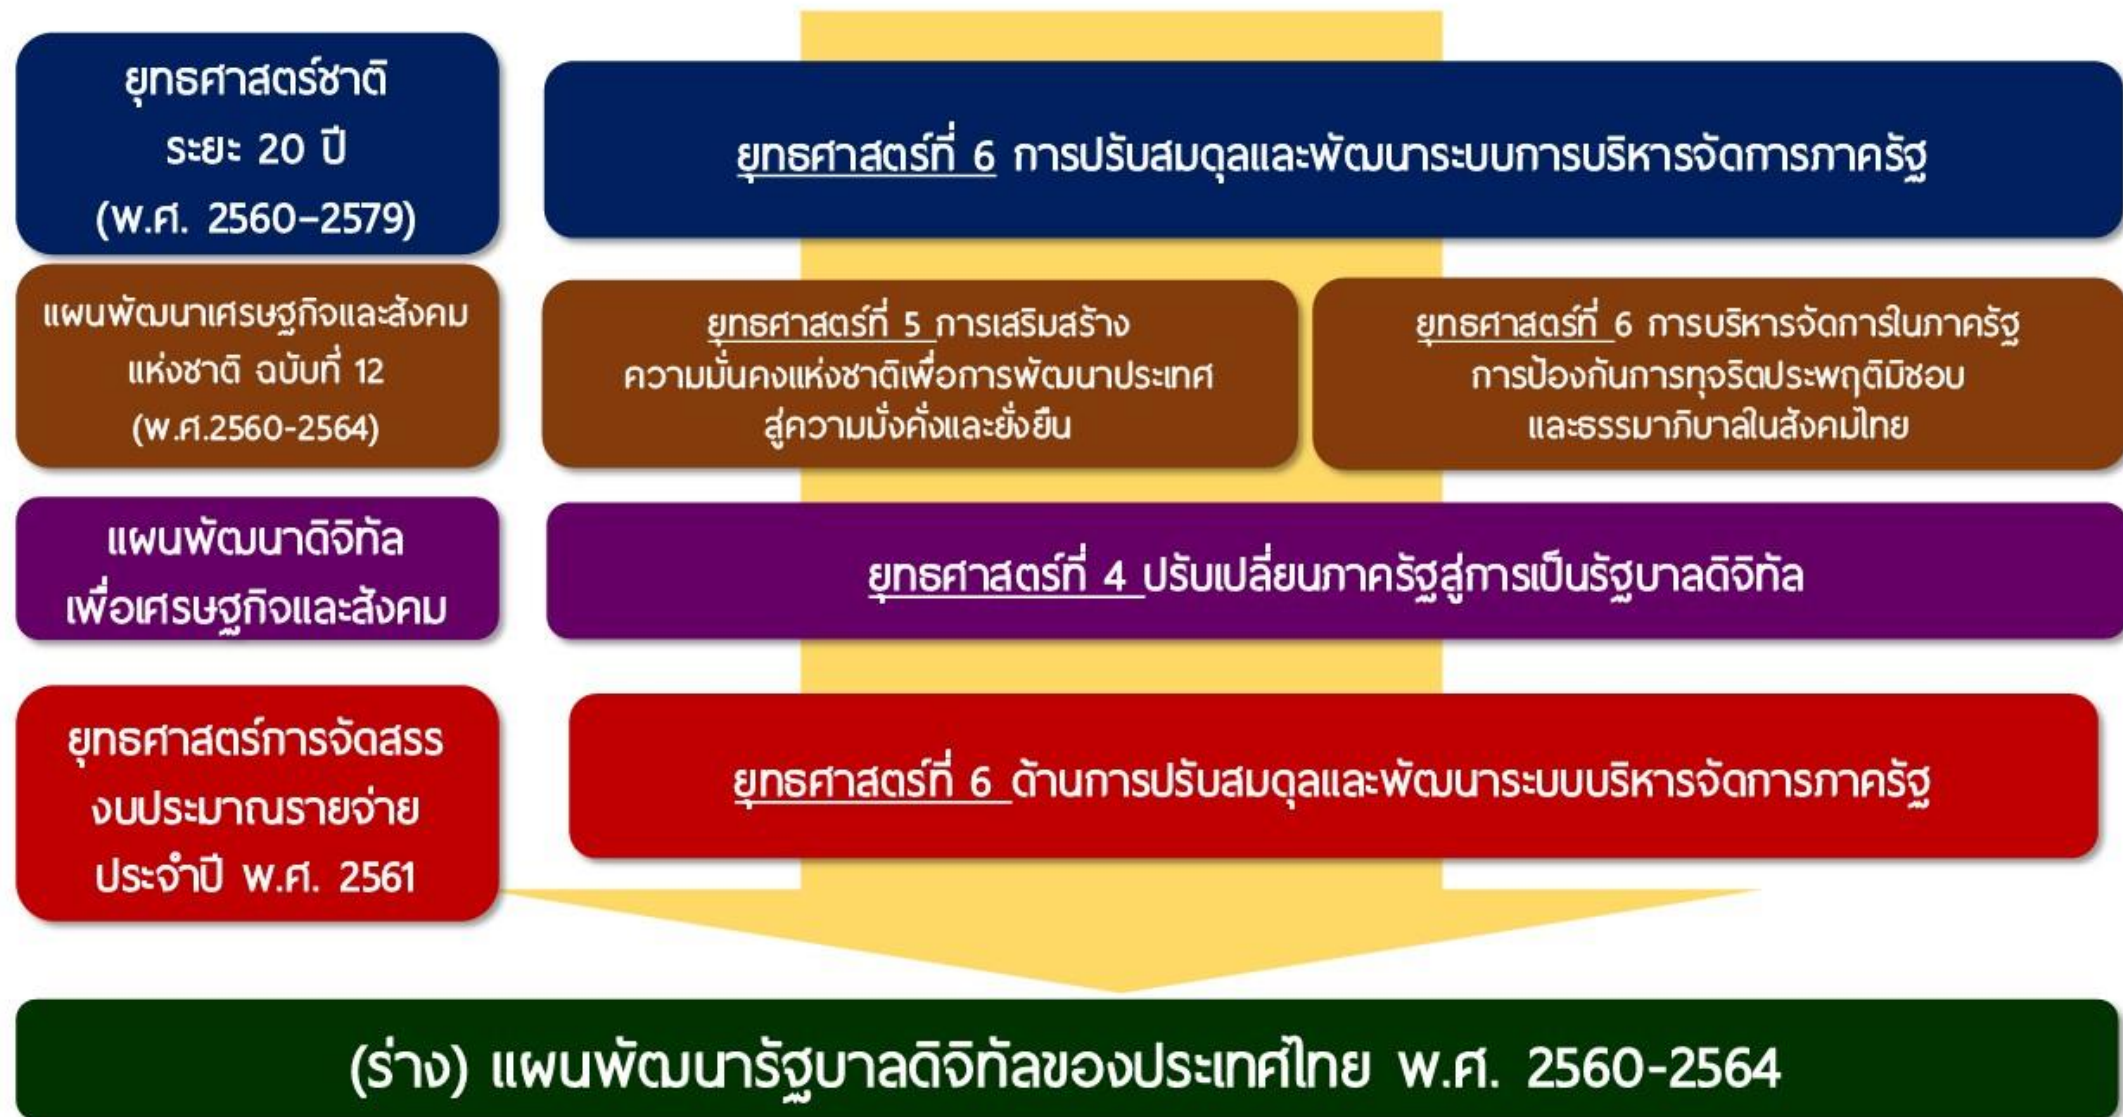 ยุทธศาสตร์ชาติ
ระยะ 20 ปี
(พ.ศ. 2560–2579)
ยุทธศาสตร์ที่ 6 การปรับสมดุลและพัฒนาระบบการบริหารจัดการภาครัฐ
แผนพัฒนาเศรษฐกิจและสังคม
แห่งชาติ ฉบับที่ 12
(พ.ศ.2560-2564)
ยุทธศาสตร์ที่ 5 การเสริมสร้าง
ความมั่นคงแห่งชาติเพื่อการพัฒนาประเทศ
สู่ความมั่งคั่งและยั่งยืน
ยุทธศาสตร์ที่ 6 การบริหารจัดการในภาครัฐ
การป้องกันการทุจริตประพฤติมิชอบ
และธรรมาภิบาลในสังคมไทย
แผนพัฒนาดิจิทัล
เพื่อเศรษฐกิจและสังคม
ยุทธศาสตร์ที่ 4 ปรับเปลี่ยนภาครัฐสู่การเป็นรัฐบาลดิจิทัล
ยุทธศาสตร์การจัดสรร
งบประมาณรายจ่าย
ประจำปี พ.ศ. 2561
ยุทธศาสตร์ที่ 6 ด้านการปรับสมดุลและพัฒนาระบบบริหารจัดการภาครัฐ
(ร่าง) แผนพัฒนารัฐบาลดิจิทัลของประเทศไทย พ.ศ. 2560-2564